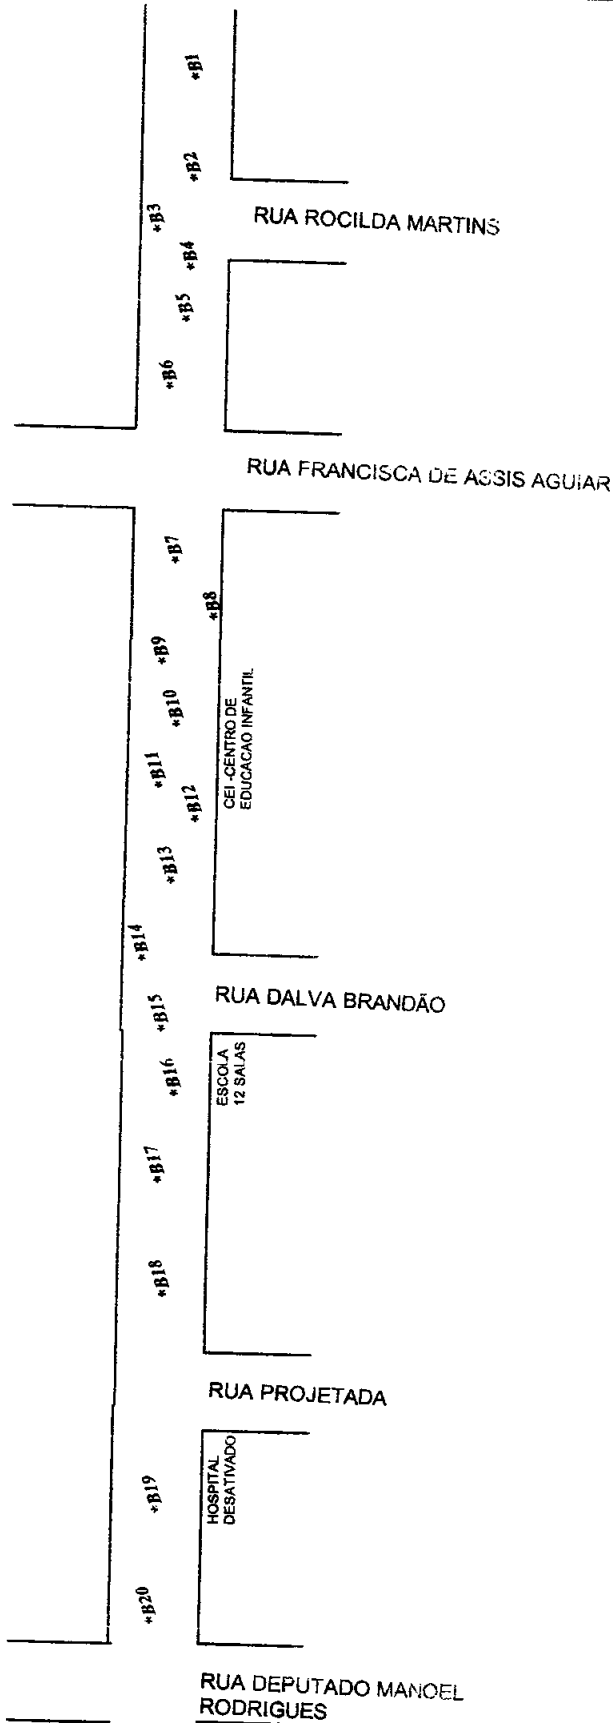 *B1
*B2
RUA ROCILDA MARTINS
*B3
*B4
*B5
*B6
RUA FRANCISCA DE ASSIS AGUIAR
*B7
*B8
*B9
*B10
CEI -CENTRO DE
EDUCACAO INFANTIL
*B11
*B12
*B13
*B14
RUA DALVA BRANDÃO
*B15
*B16
ESCOLA
12 SALAS
*B17
*B18
RUA PROJETADA
*B19
HOSPITAL
DESATIVADO
*B20
RUA DEPUTADO MANOEL
RODRIGUES